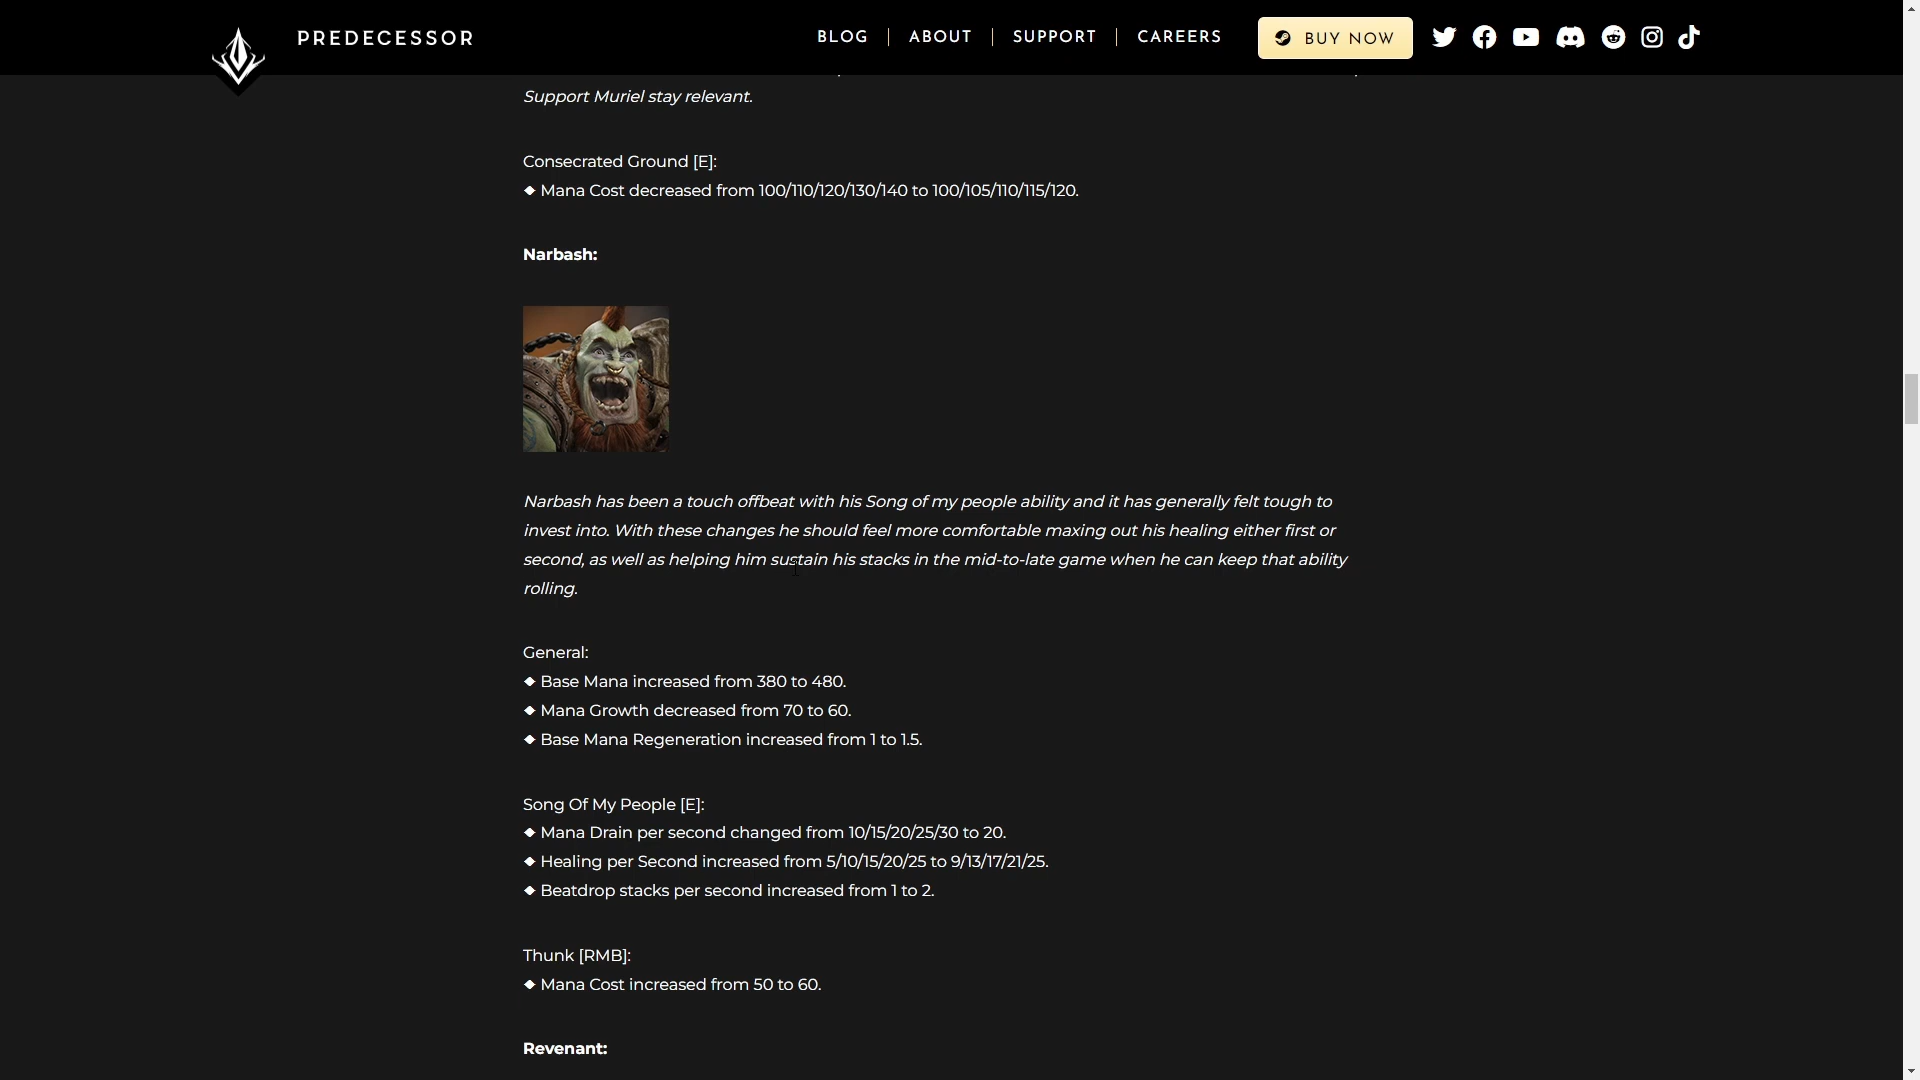 PREDECESSOR
BLOG
ABOUT
SUPPORT
CAREERS
BUY NOW
Support Muriel stay relevant.
Consecrated Ground [E]:
◆ Mana Cost decreased from 100/110/120/130/140 to 100/105/110/115/120.
Narbash:
Narbash has been a touch offbeat with his Song of my people ability and it has generally felt tough to
invest into. With these changes he should feel more comfortable maxing out his healing either first or
second, as well as helping him sustain his stacks in the mid-to-late game when he can keep that ability
rolling.
General:
◆ Base Mana increased from 380 to 480.
◆ Mana Growth decreased from 70 to 60.
◆ Base Mana Regeneration increased from 1 to 1.5.
Song Of My People [E]:
◆ Mana Drain per second changed from 10/15/20/25/30 to 20.
◆ Healing per Second increased from 5/10/15/20/25 to 9/13/17/21/25.
◆ Beatdrop stacks per second increased from 1 to 2.
Thunk [RMB]:
◆ Mana Cost increased from 50 to 60.
Revenant: